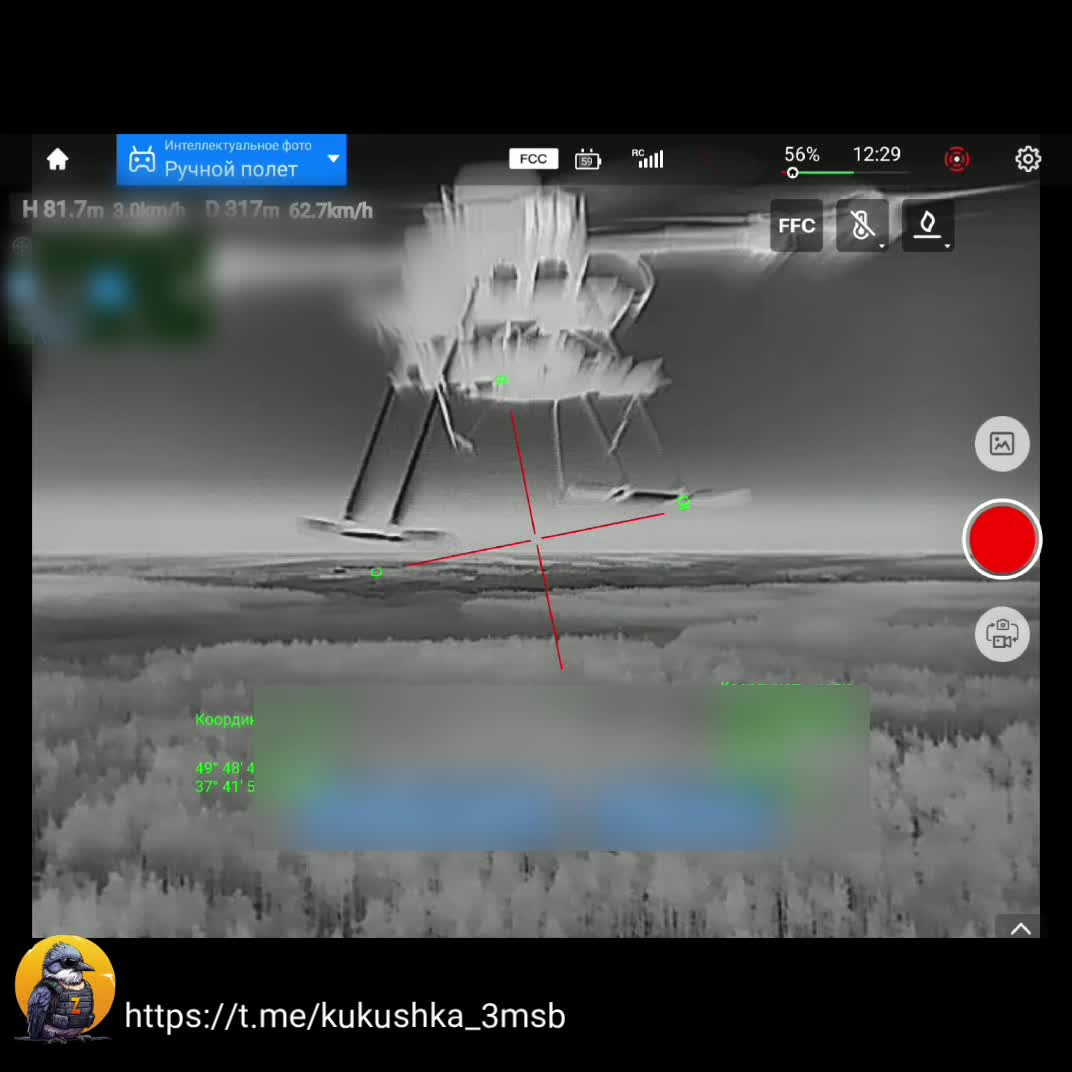 Интеллектуальное фото
Ручной полет
FCC
59
RC
56%
12:29
H 81.7m 3.0km/h D 317m 62.7km/h
FFC
Координ
49° 48' 4
37° 41' 5
Z
https://t.me/kukushka_3msb